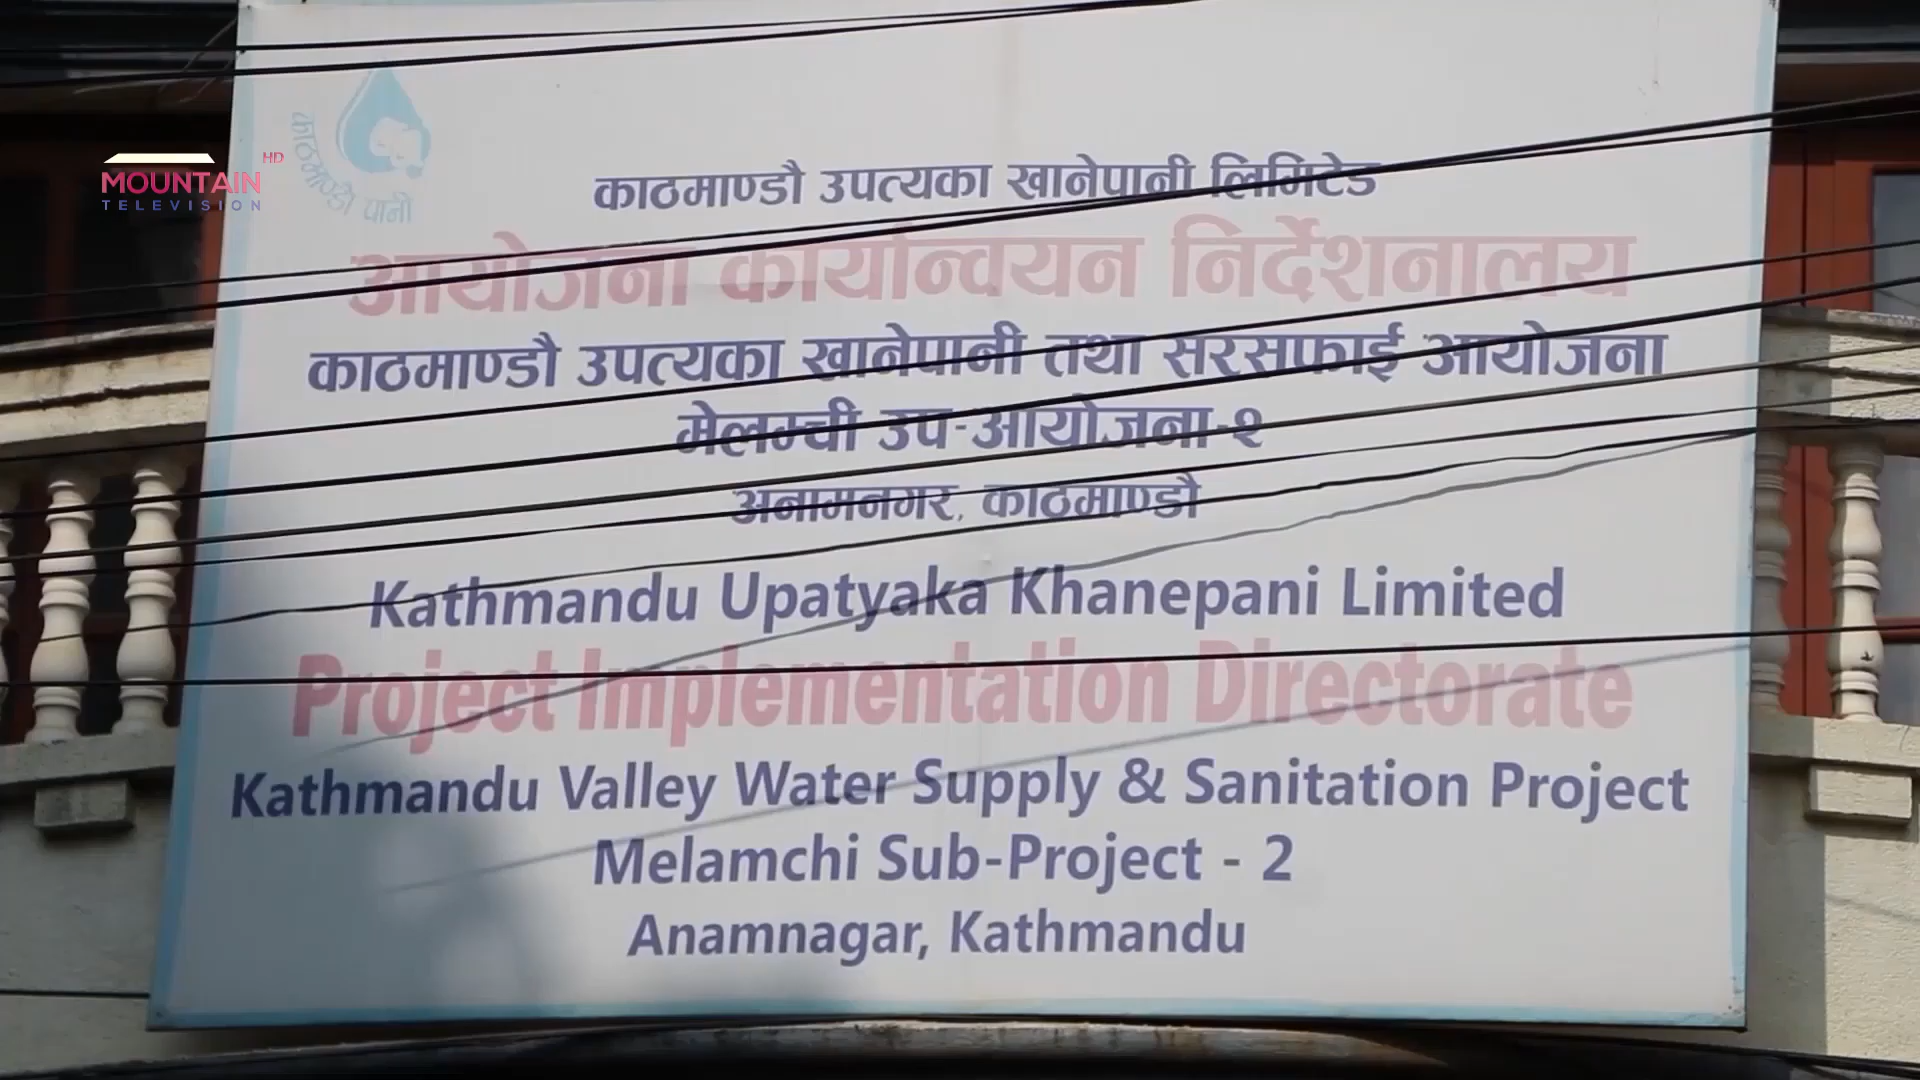 काठमाण्डौ पानी
MOUNTAIN HD
TELEVISION
काठमाण्डौ उपत्यका खानेपानी लिमिटेड
आयोजना कार्यान्वयन निर्देशनालय
काठमाण्डौ उपत्यका खानेपानी तथा सरसफाई आयोजना
मेलम्ची उप-आयोजना-२
अनामनगर, काठमाण्डौ
Kathmandu Upatyaka Khanepani Limited
Project Implementation Directorate
Kathmandu Valley Water Supply & Sanitation Project
Melamchi Sub-Project - 2
Anamnagar, Kathmandu